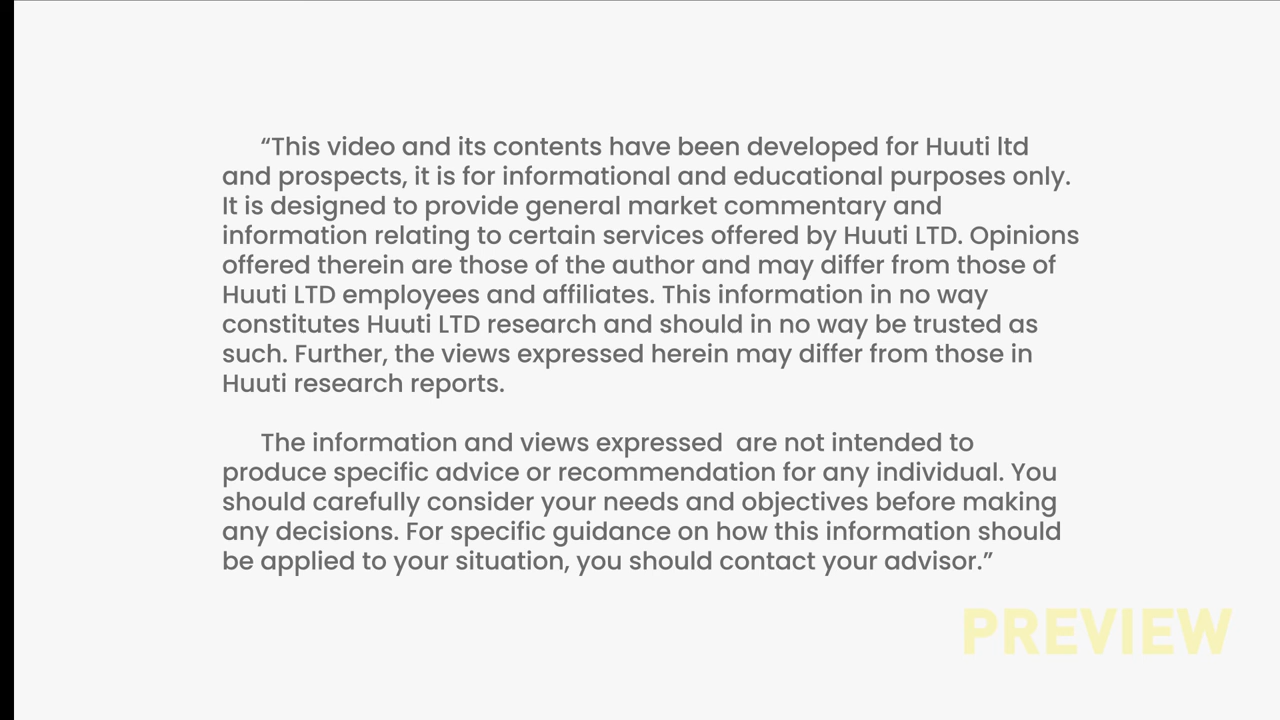 “This video and its contents have been developed for Huuti ltd
and prospects, it is for informational and educational purposes only.
It is designed to provide general market commentary and
information relating to certain services offered by Huuti LTD. Opinions
offered therein are those of the author and may differ from those of
Huuti LTD employees and affiliates. This information in no way
constitutes Huuti LTD research and should in no way be trusted as
such. Further, the views expressed herein may differ from those in
Huuti research reports.
The information and views expressed  are not intended to
produce specific advice or recommendation for any individual. You
should carefully consider your needs and objectives before making
any decisions. For specific guidance on how this information should
be applied to your situation, you should contact your advisor.”
PREVIEW